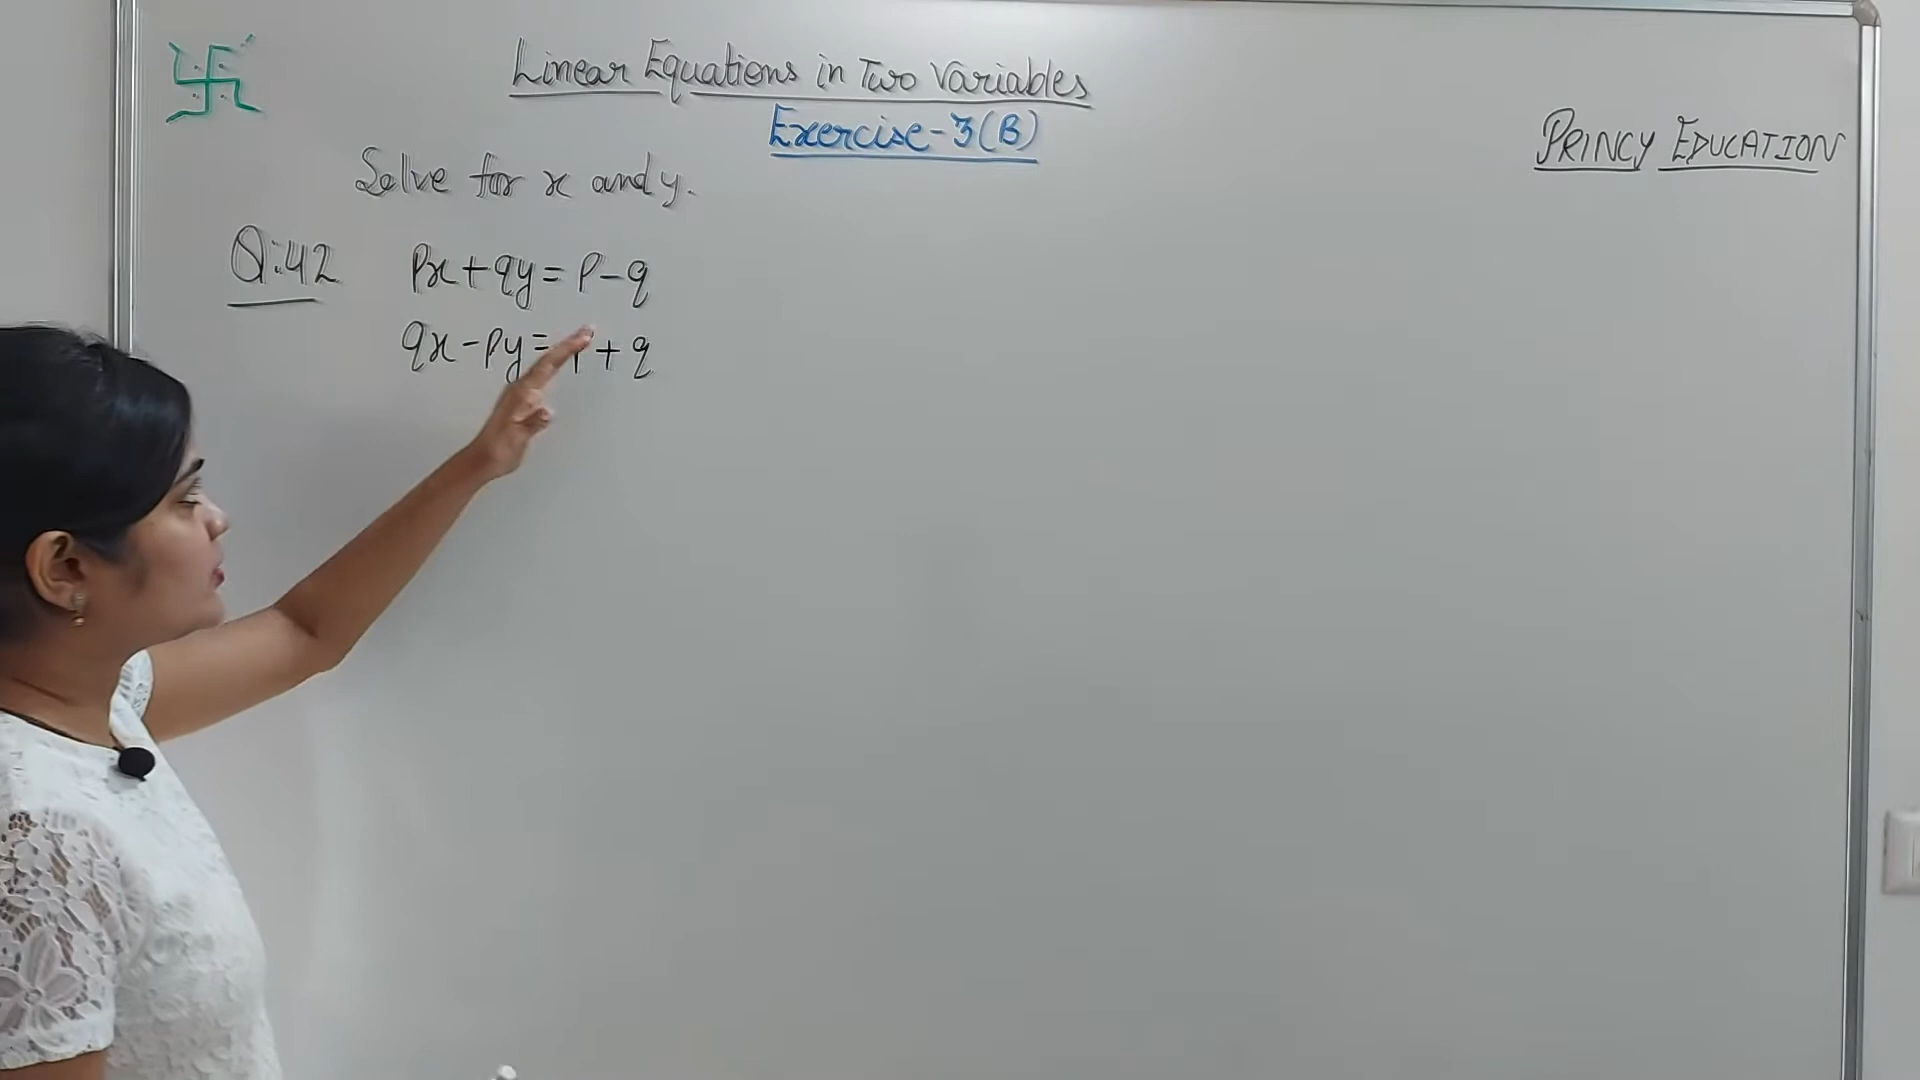 Linear Equations in Two Variables
Exercise-3(B)
PRINCY EDUCATION
Solve for x and y.
Q:42 px+qy=p-q
qx-py=p+q